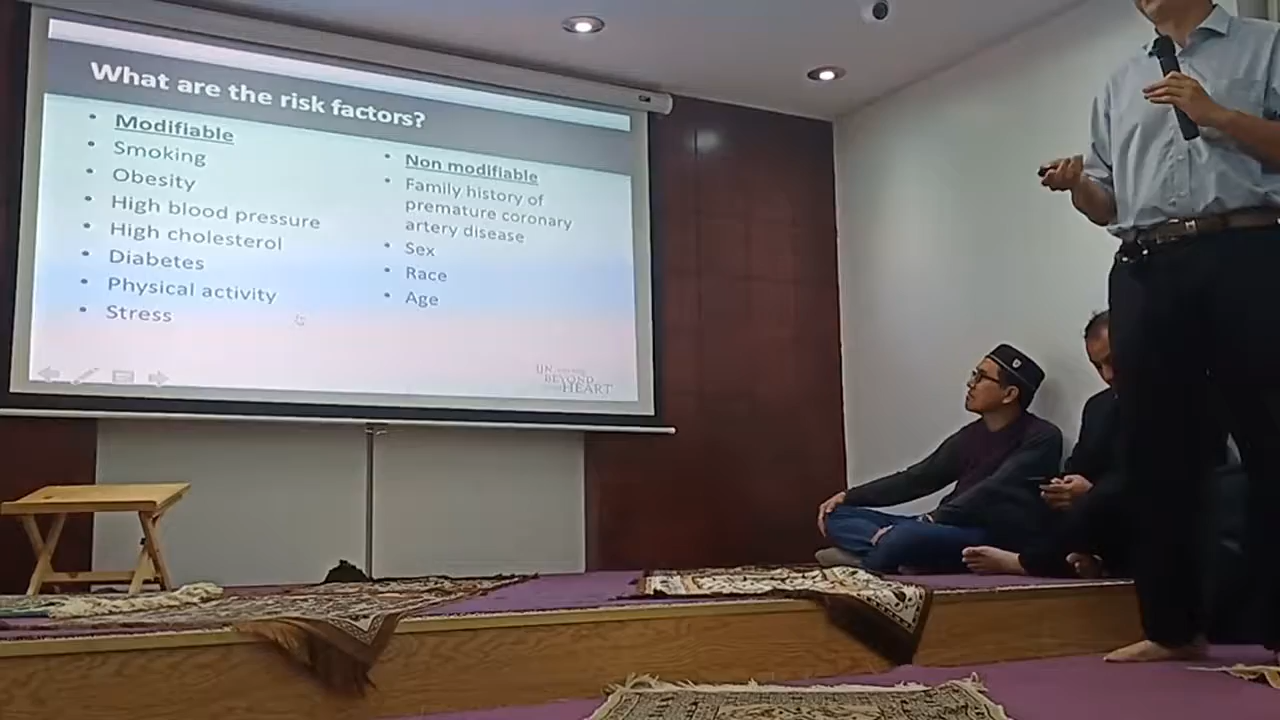 What are the risk factors?
Modifiable
Smoking
Obesity
High blood pressure
High cholesterol
Diabetes
Physical activity
Stress
Non modifiable
Family history of
premature coronary
artery disease
Sex
Race
Age
IJN
BEYOND
HEART